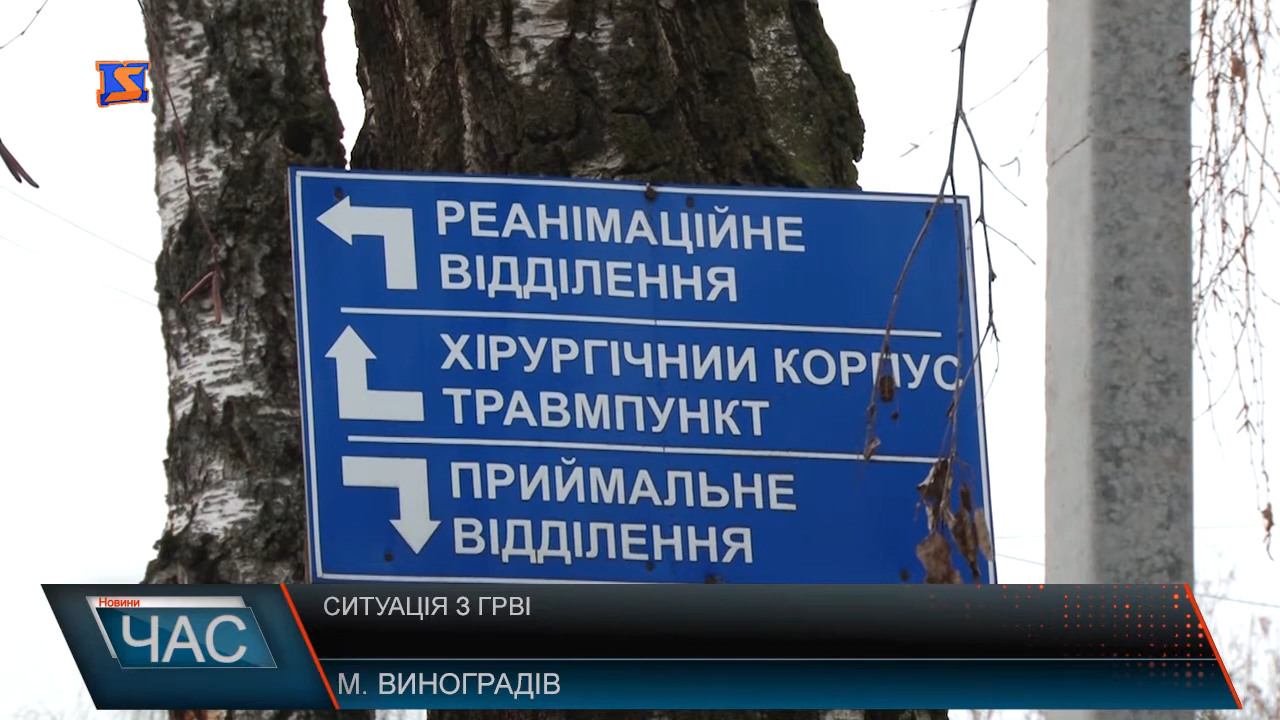 РЕАНІМАЦІЙНЕ
ВІДДІЛЕННЯ
ХІРУРГІЧНИИ КОРПУС
ТРАВМПУНКТ
ПРИЙМАЛЬНЕ
ВІДДІЛЕННЯ
Новини
ЧАС
СИТУАЦІЯ З ГРВІ
М. ВИНОГРАДІВ